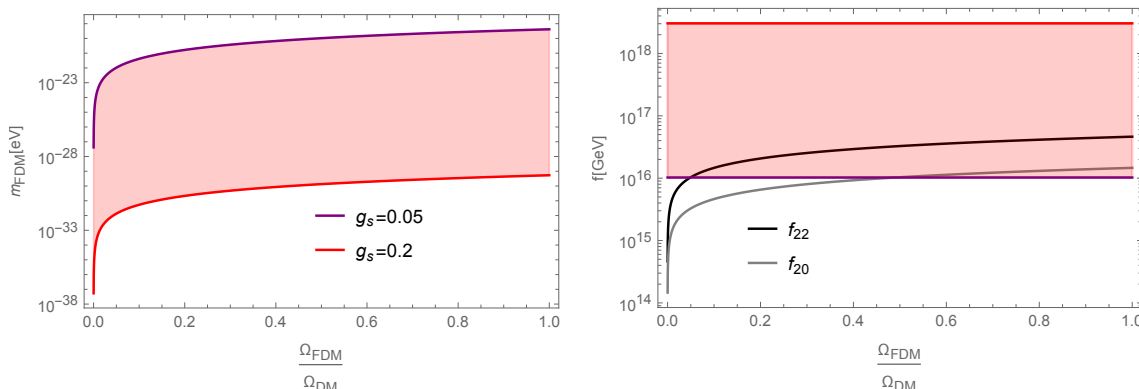 m_FDM[eV]
10^-23
10^-28
10^-33
10^-38
g_s=0.05
g_s=0.2
0.0 0.2 0.4 0.6 0.8 1.0
Ω_FDM
Ω_DM
f[GeV]
10^18
10^17
10^16
10^15
10^14
f_22
f_20
0.0 0.2 0.4 0.6 0.8 1.0
Ω_FDM
Ω_DM